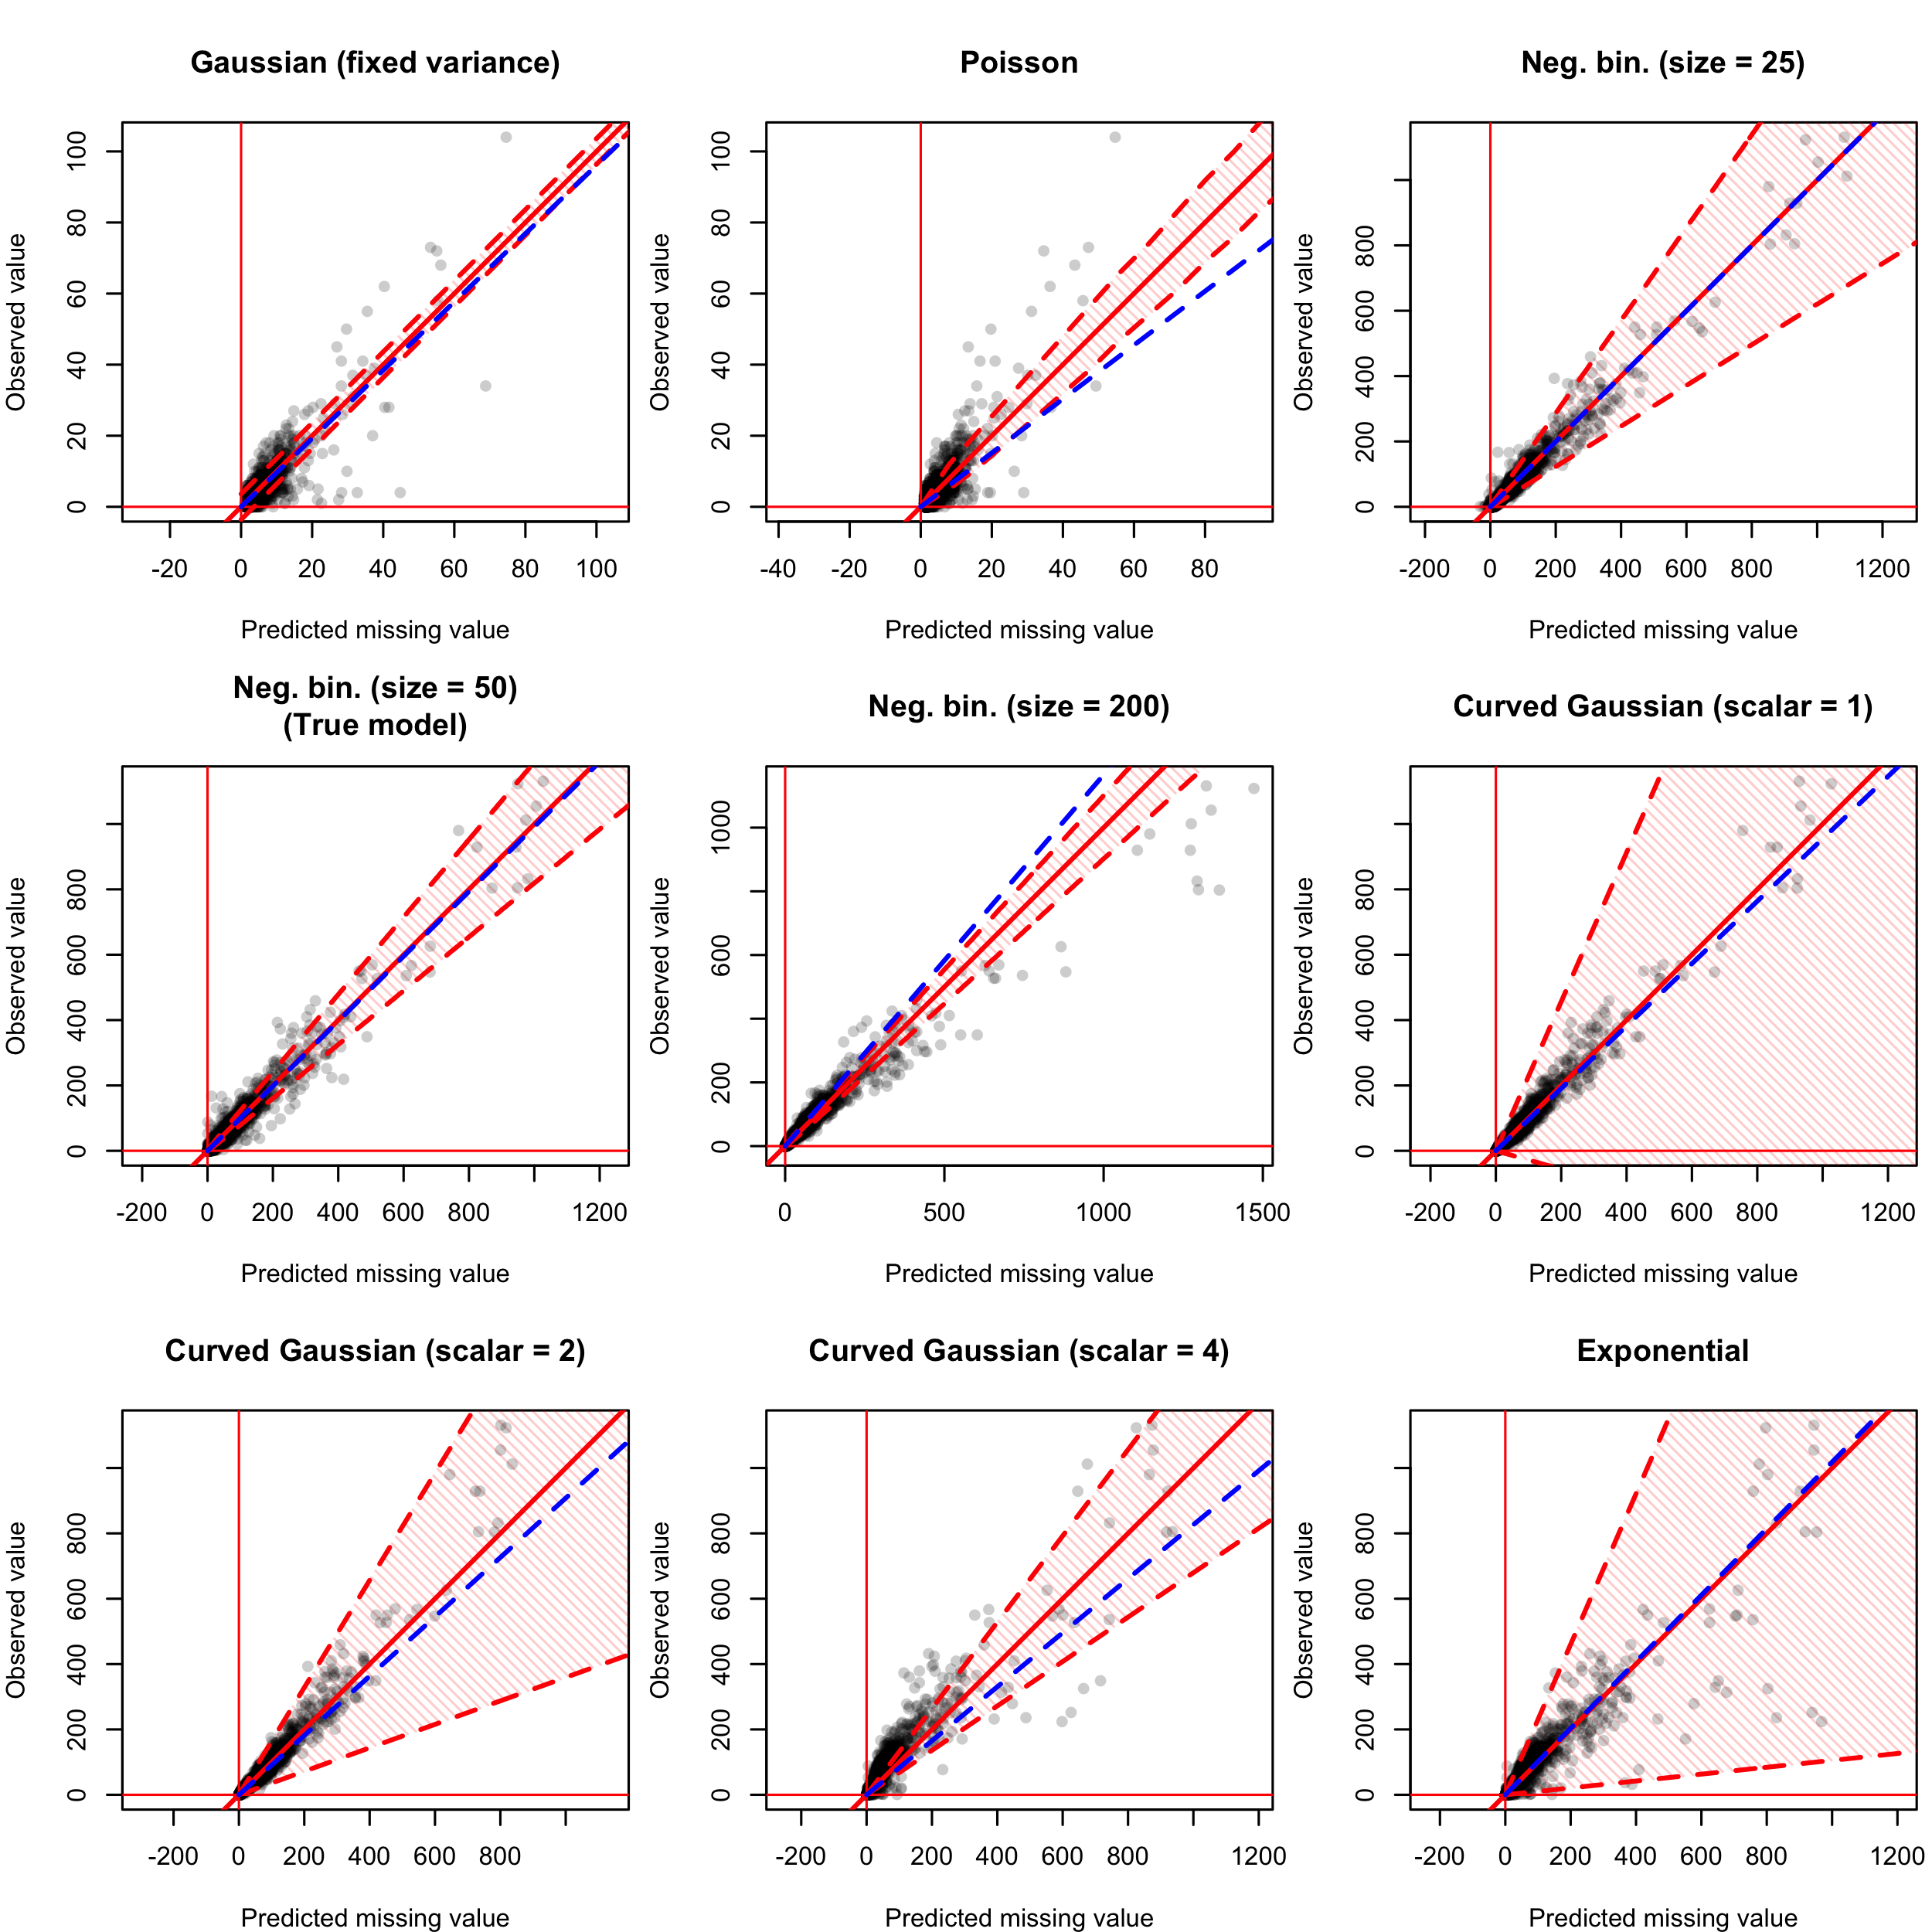 Gaussian (fixed variance)
Observed value
100
80
60
40
20
0
-20 0 20 40 60 80 100
Predicted missing value
Poisson
Observed value
100
80
60
40
20
0
-40 -20 0 20 40 60 80
Predicted missing value
Neg. bin. (size = 25)
Observed value
800
600
400
200
0
-200 0 200 400 600 800 1200
Predicted missing value
Neg. bin. (size = 50)
(True model)
Observed value
800
600
400
200
0
-200 0 200 400 600 800 1200
Predicted missing value
Neg. bin. (size = 200)
Observed value
1000
600
200
0
0 500 1000 1500
Predicted missing value
Curved Gaussian (scalar = 1)
Observed value
800
600
400
200
0
-200 0 200 400 600 800 1200
Predicted missing value
Curved Gaussian (scalar = 2)
Observed value
800
600
400
200
0
-200 0 200 400 600 800
Predicted missing value
Curved Gaussian (scalar = 4)
Observed value
800
600
400
200
0
-200 0 200 400 600 800 1200
Predicted missing value
Exponential
Observed value
800
600
400
200
0
-200 0 200 400 600 800 1200
Predicted missing value